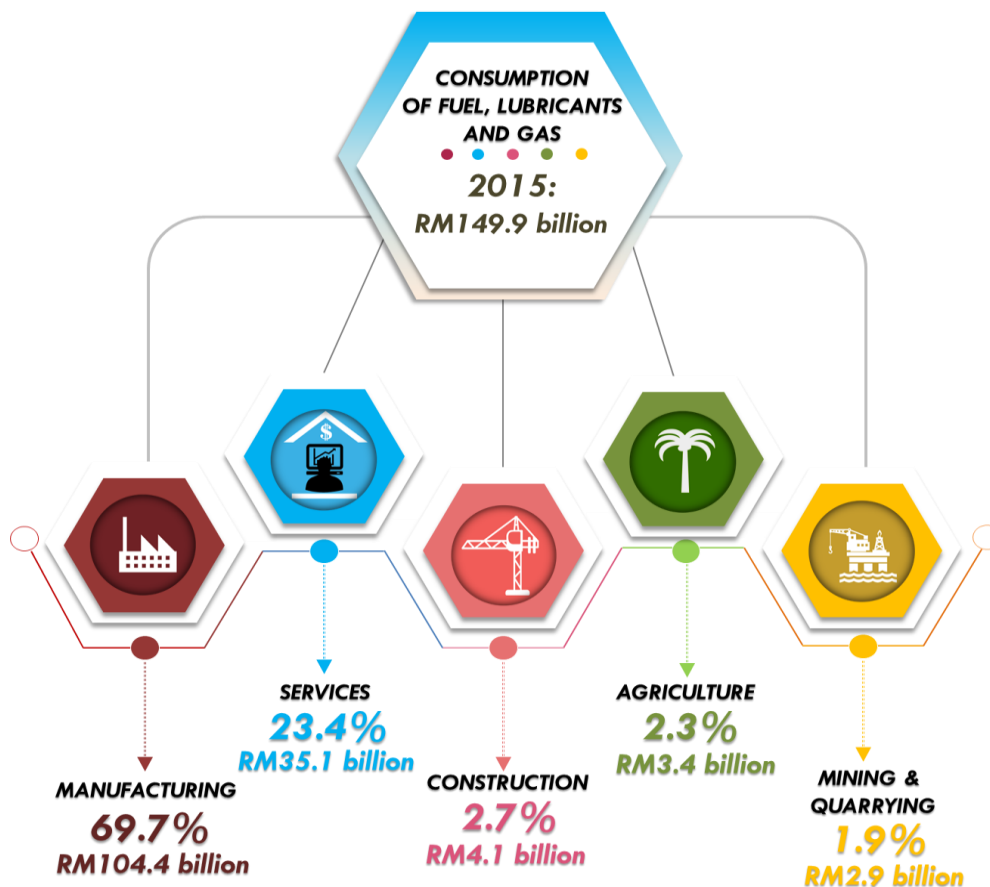 CONSUMPTION
OF FUEL, LUBRICANTS
AND GAS
2015:
RM149.9 billion
$
MANUFACTURING
69.7%
RM104.4 billion
SERVICES
23.4%
RM35.1 billion
CONSTRUCTION
2.7%
RM4.1 billion
AGRICULTURE
2.3%
RM3.4 billion
MINING &
QUARRYING
1.9%
RM2.9 billion